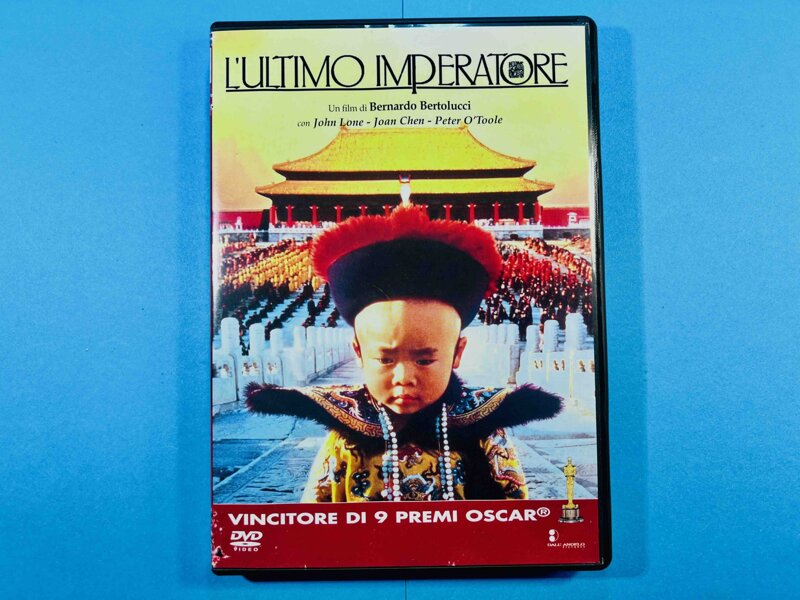 L'ULTIMO IMPERATORE
Un film di Bernardo Bertolucci
con John Lone - Joan Chen - Peter O'Toole
VINCITORE DI 9 PREMI OSCAR®
DVD
VIDEO